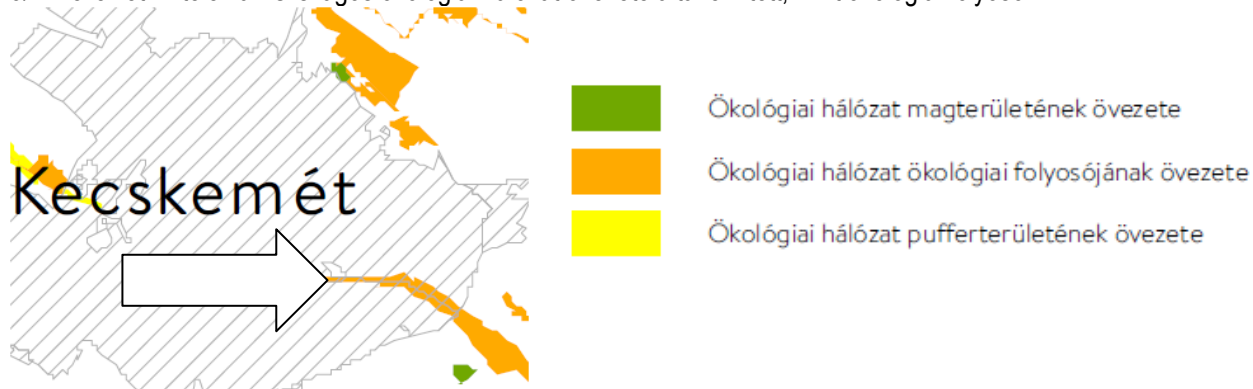 Kecskemét
Ökológiai hálózat magterületének övezete
Ökológiai hálózat ökológiai folyosójának övezete
Ökológiai hálózat pufferterületének övezete